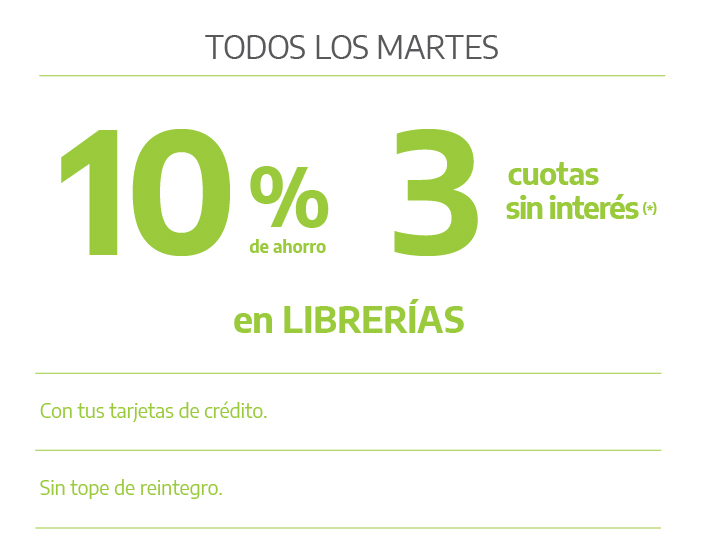 TODOS LOS MARTES
10 % de ahorro
3 cuotas sin interés (*)
en LIBRERÍAS
Con tus tarjetas de crédito.
Sin tope de reintegro.